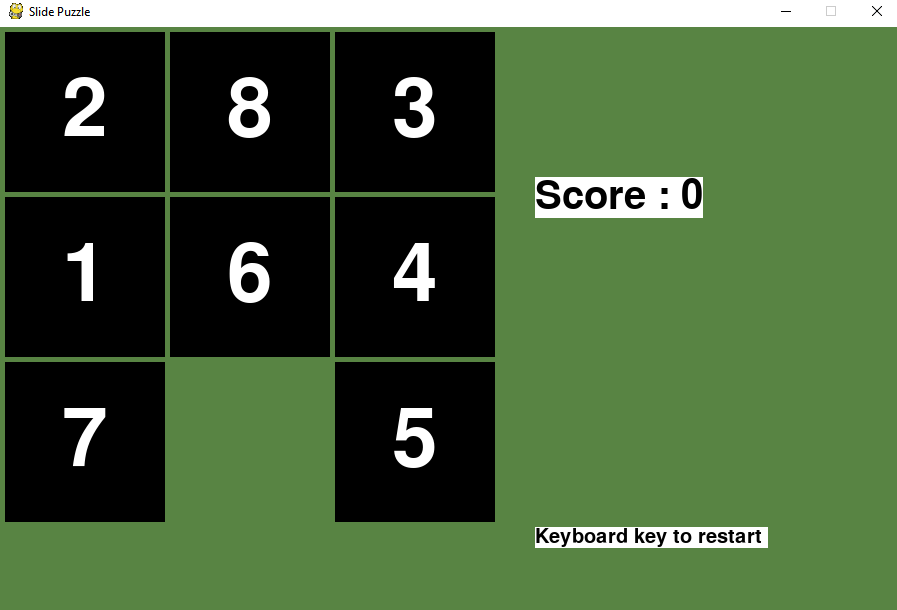 Slide Puzzle
2 8 3
Score : 0
1 6 4
7 5
Keyboard key to restart